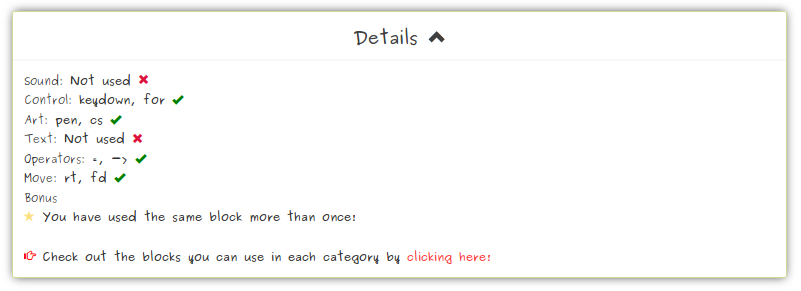 Details
Sound: Not used
Control: keydown, for
Art: pen, cs
Text: Not used
Operators: =, ->
Move: rt, fd
Bonus
You have used the same block more than once!
Check out the blocks you can use in each category by clicking here!